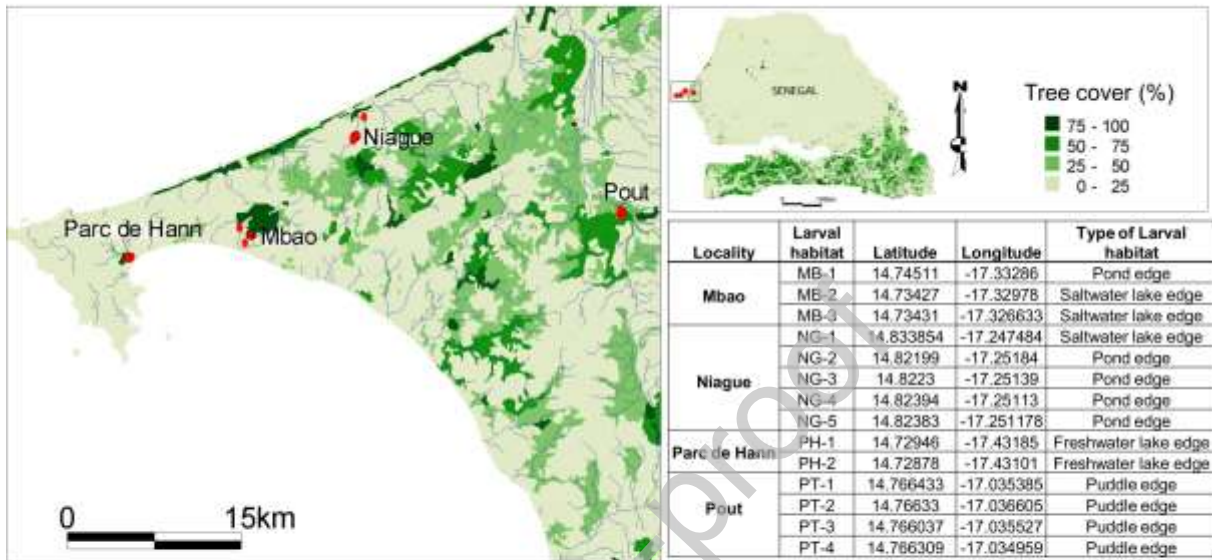 Niague
Pout
Parc de Hann
Mbao
0 15km
SENEGAL
N
Tree cover (%)
75 - 100
50 - 75
25 - 50
0 - 25
Locality Larval habitat Latitude Longitude Type of Larval habitat
Mbao
MB-1 14.74511 -17.33286 Pond edge
MB-2 14.73427 -17.32978 Saltwater lake edge
MB-3 14.73431 -17.326633 Saltwater lake edge
Niague
NG-1 14.833854 -17.247484 Saltwater lake edge
NG-2 14.82199 -17.25184 Pond edge
NG-3 14.8223 -17.25139 Pond edge
NG-4 14.82394 -17.25113 Pond edge
NG-5 14.82383 -17.251178 Pond edge
Parc de Hann
PH-1 14.72946 -17.43185 Freshwater lake edge
PH-2 14.72878 -17.43101 Freshwater lake edge
Pout
PT-1 14.766433 -17.035385 Puddle edge
PT-2 14.76633 -17.036605 Puddle edge
PT-3 14.766037 -17.035527 Puddle edge
PT-4 14.766309 -17.034959 Puddle edge